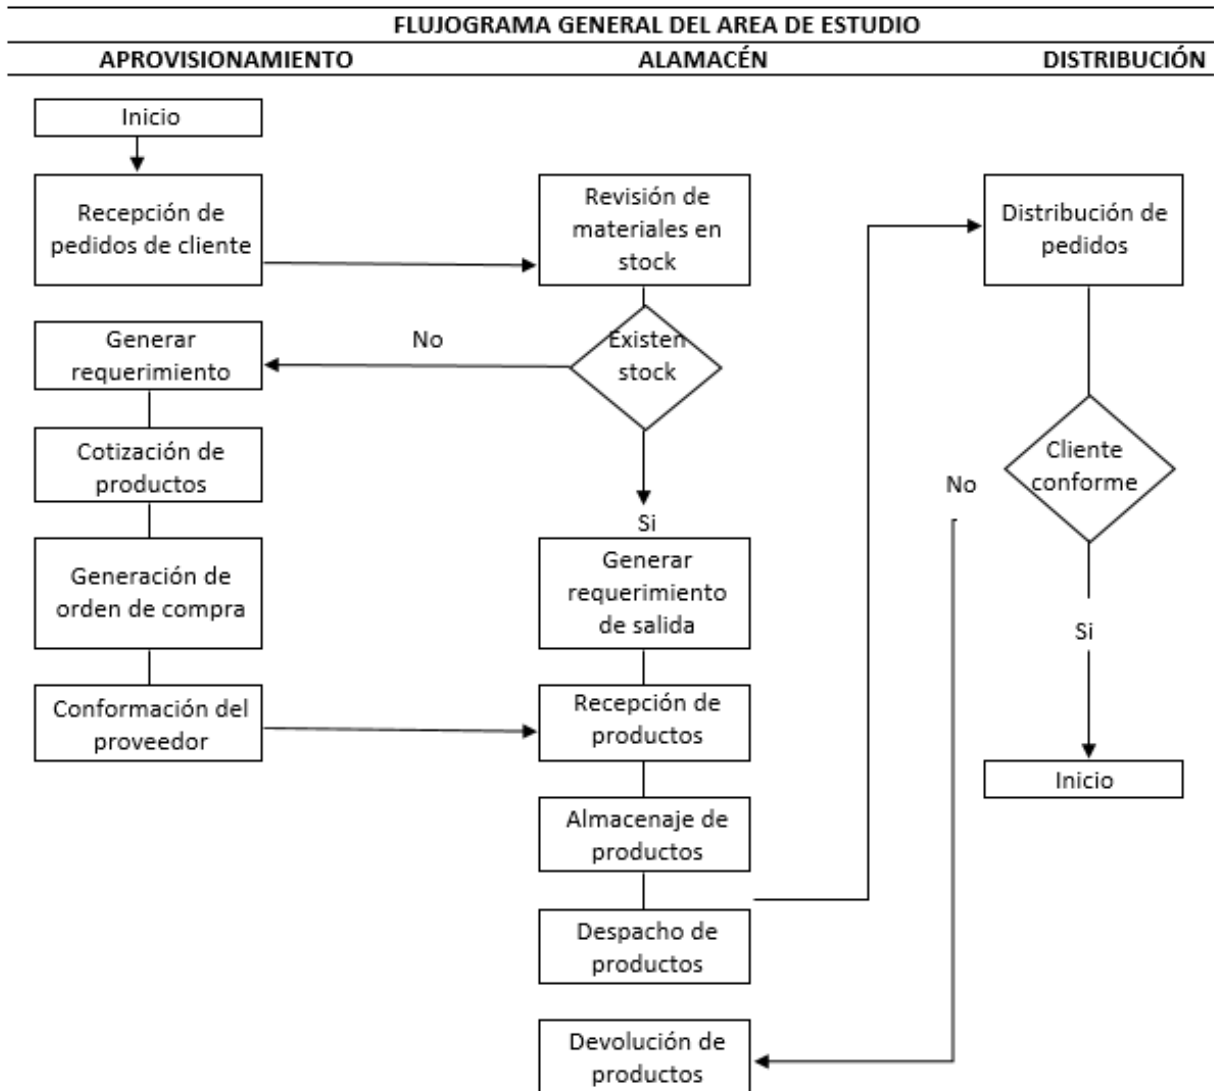 FLUJOGRAMA GENERAL DEL AREA DE ESTUDIO
APROVISIONAMIENTO
ALAMACÉN
DISTRIBUCIÓN
Inicio
Recepción de
pedidos de cliente
Revisión de
materiales en
stock
Distribución de
pedidos
Generar
requerimiento
No
Existen
stock
Cotización de
productos
Cliente
conforme
No
Si
Generación de
orden de compra
Generar
requerimiento
de salida
Si
Conformación del
proveedor
Recepción de
productos
Inicio
Almacenaje de
productos
Despacho de
productos
Devolución de
productos